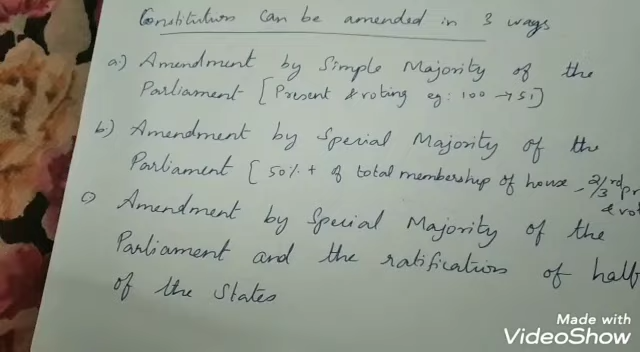 Constitution can be amended in 3 ways
a.) Amendment by Simple Majority of the
Parliament [Present & voting eg: 100 → 51]
b.) Amendment by Special Majority of the
Parliament [50% + of total membership of house, 2/3rd pr
& vot
c) Amendment by Special Majority of the
Parliament and the ratification of half
of the States
Made with
VideoShow